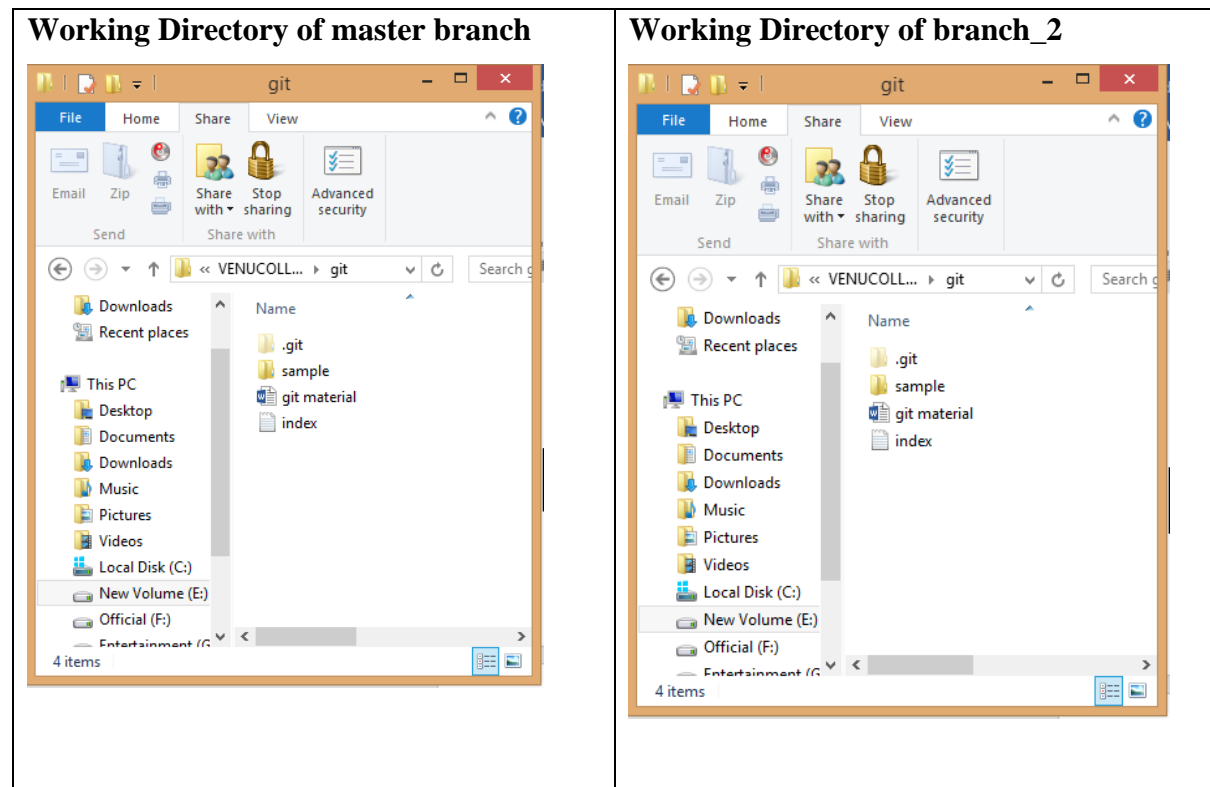 Working Directory of master branch
git
File Home Share View
Email Zip Share with Stop sharing Advanced security
Send Share with
« VENUCOLL... git Search g
Downloads
Recent places
This PC
Desktop
Documents
Downloads
Music
Pictures
Videos
Local Disk (C:)
New Volume (E:)
Official (F:)
Entertainment (G
Name
.git
sample
git material
index
4 items
Working Directory of branch_2
git
File Home Share View
Email Zip Share with Stop sharing Advanced security
Send Share with
« VENUCOLL... git Search g
Downloads
Recent places
This PC
Desktop
Documents
Downloads
Music
Pictures
Videos
Local Disk (C:)
New Volume (E:)
Official (F:)
Entertainment (G
Name
.git
sample
git material
index
4 items